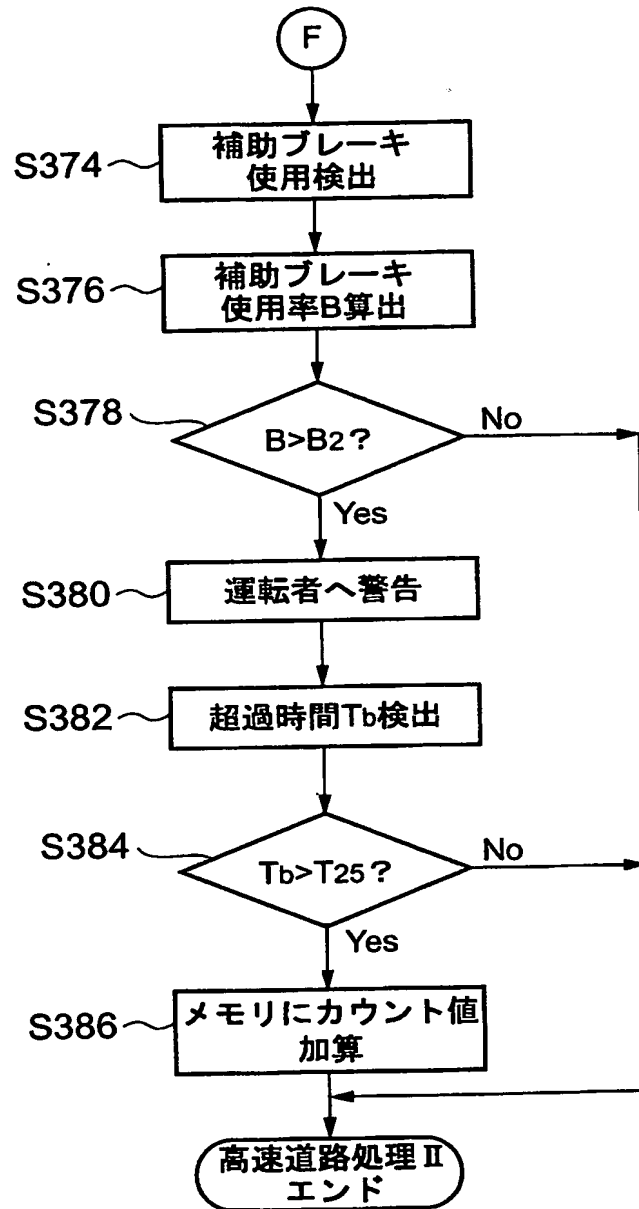 F
S374
補助ブレーキ
使用検出
S376
補助ブレーキ
使用率B算出
S378
B>B2?
No
Yes
S380
運転者へ警告
S382
超過時間Tb検出
S384
Tb>T25?
No
Yes
S386
メモリにカウント値
加算
高速道路処理Ⅱ
エンド